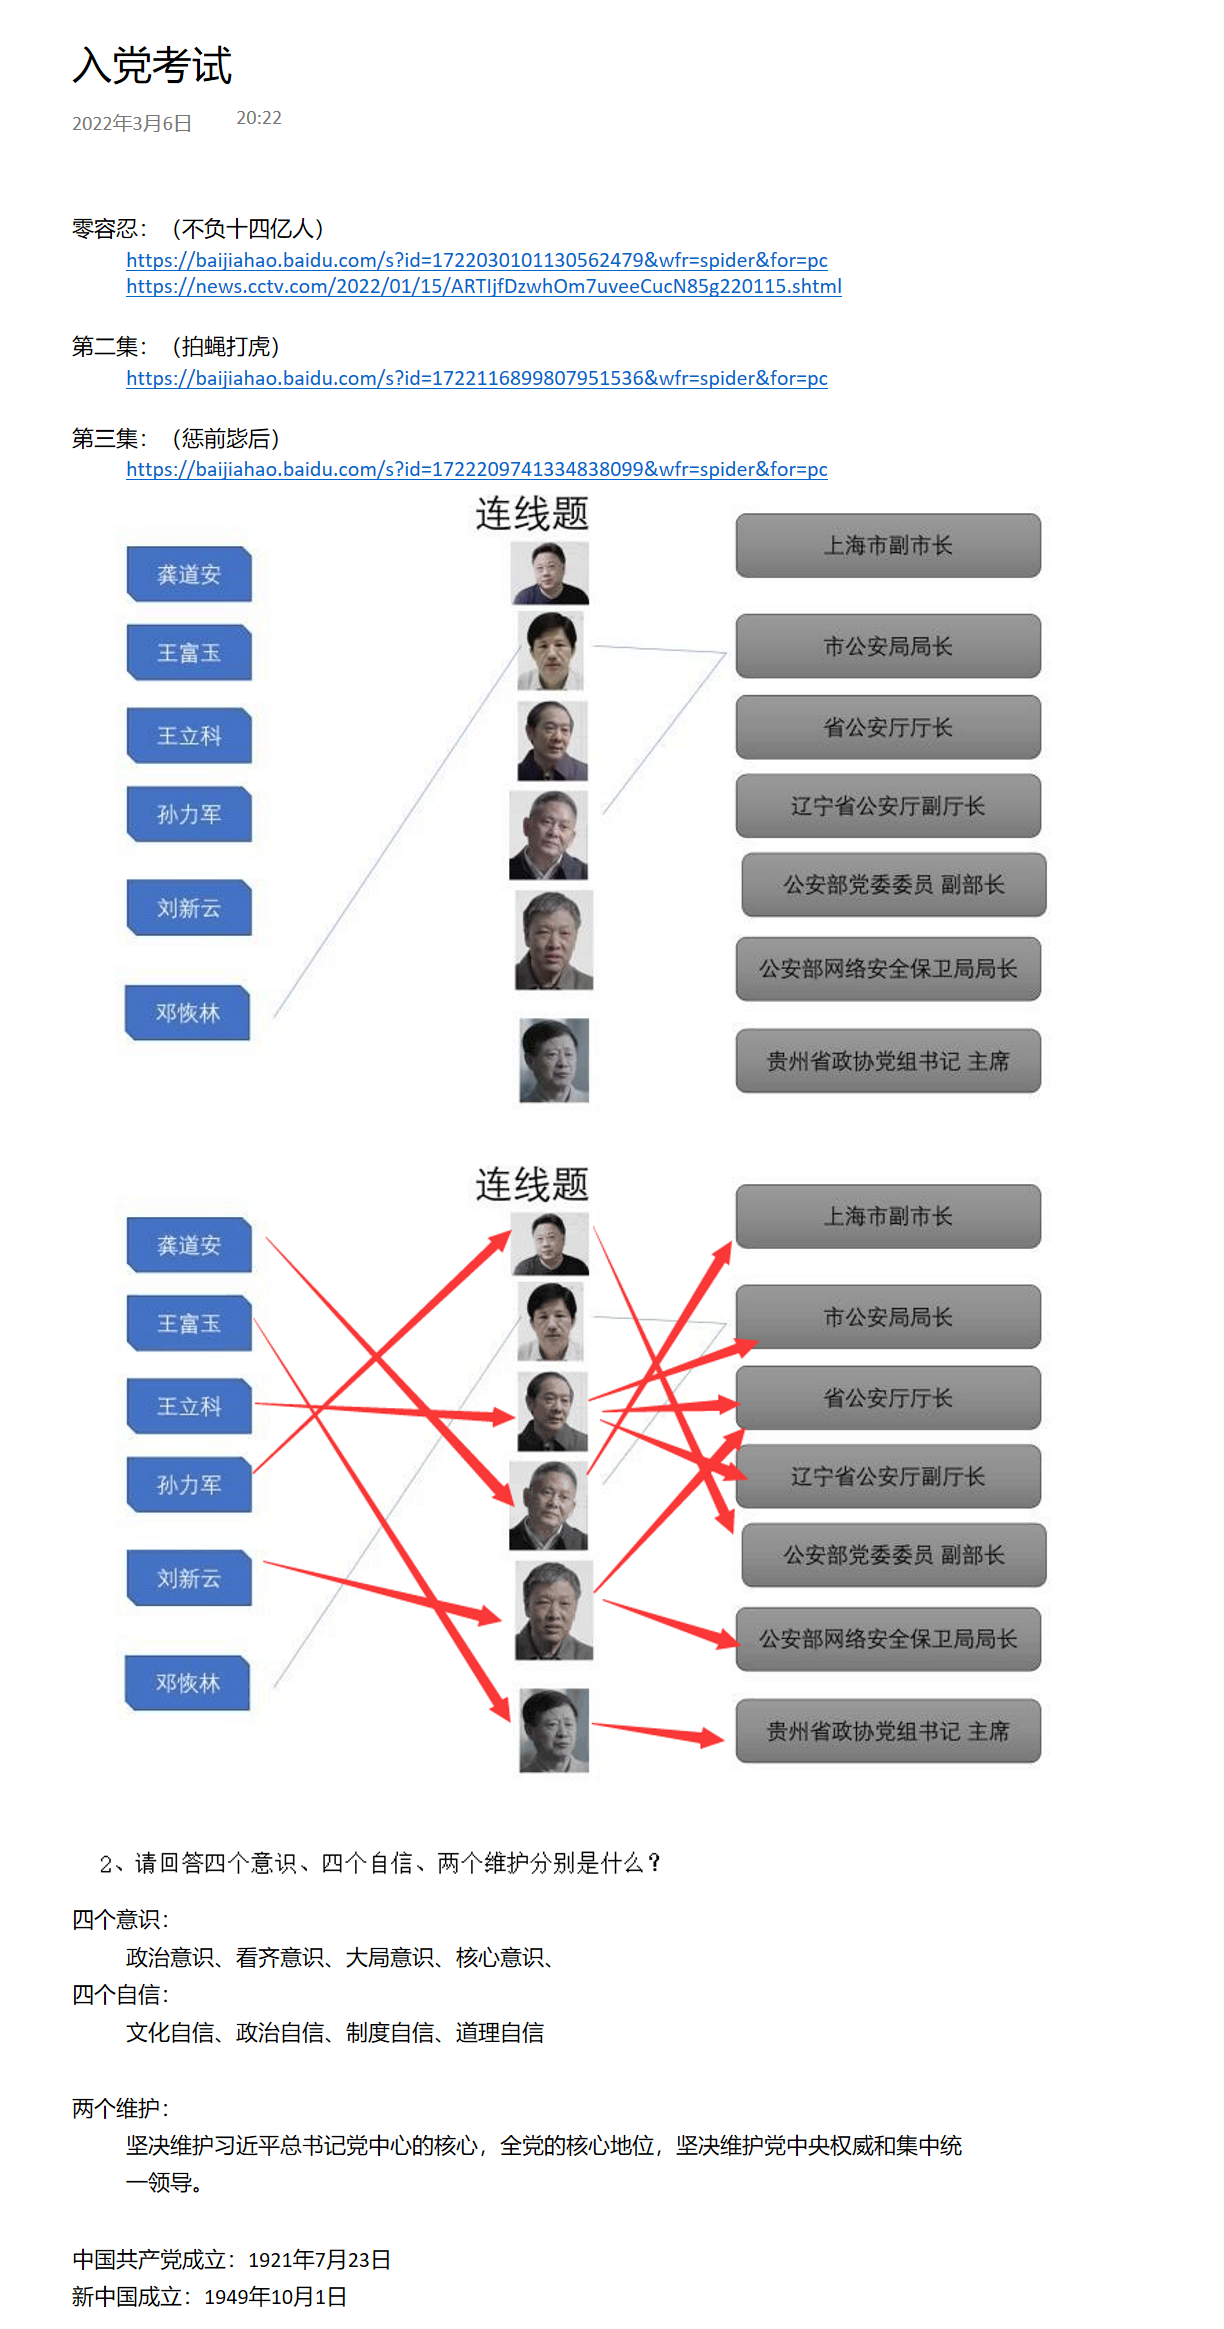 入党考试
2022年3月6日 20:22
零容忍：（不负十四亿人）
https://baijiahao.baidu.com/s?id=1722030101130562479&wfr=spider&for=pc
https://news.cctv.com/2022/01/15/ARTIjfDzwhOm7uveeCucN85g220115.shtml
第二集：（拍蝇打虎）
https://baijiahao.baidu.com/s?id=1722116899807951536&wfr=spider&for=pc
第三集：（惩前毖后）
https://baijiahao.baidu.com/s?id=1722209741334838099&wfr=spider&for=pc
连线题
龚道安
王富玉
王立科
孙力军
刘新云
邓恢林
上海市副市长
市公安局局长
省公安厅厅长
辽宁省公安厅副厅长
公安部党委委员 副部长
公安部网络安全保卫局局长
贵州省政协党组书记 主席
连线题
龚道安
王富玉
王立科
孙力军
刘新云
邓恢林
上海市副市长
市公安局局长
省公安厅厅长
辽宁省公安厅副厅长
公安部党委委员 副部长
公安部网络安全保卫局局长
贵州省政协党组书记 主席
2、请回答四个意识、四个自信、两个维护分别是什么？
四个意识：
政治意识、看齐意识、大局意识、核心意识、
四个自信：
文化自信、政治自信、制度自信、道理自信
两个维护：
坚决维护习近平总书记党中心的核心，全党的核心地位，坚决维护党中央权威和集中统
一领导。
中国共产党成立：1921年7月23日
新中国成立：1949年10月1日